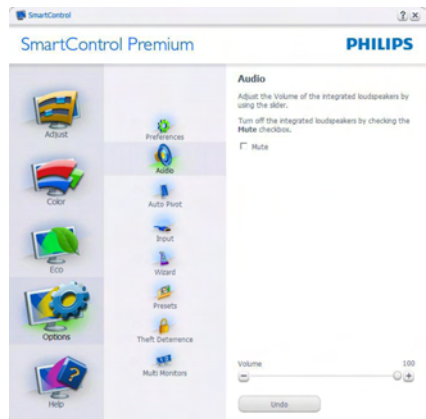 SmartControl
SmartControl Premium
PHILIPS
Adjust
Color
Eco
Options
Help
Preferences
Audio
Auto Pivot
Input
Wizard
Presets
Theft Deterrence
Multi Monitors
Audio
Adjust the Volume of the integrated loudspeakers by
using the slider.
Turn off the integrated loudspeakers by checking the
Mute checkbox.
Mute
Volume 100
Undo